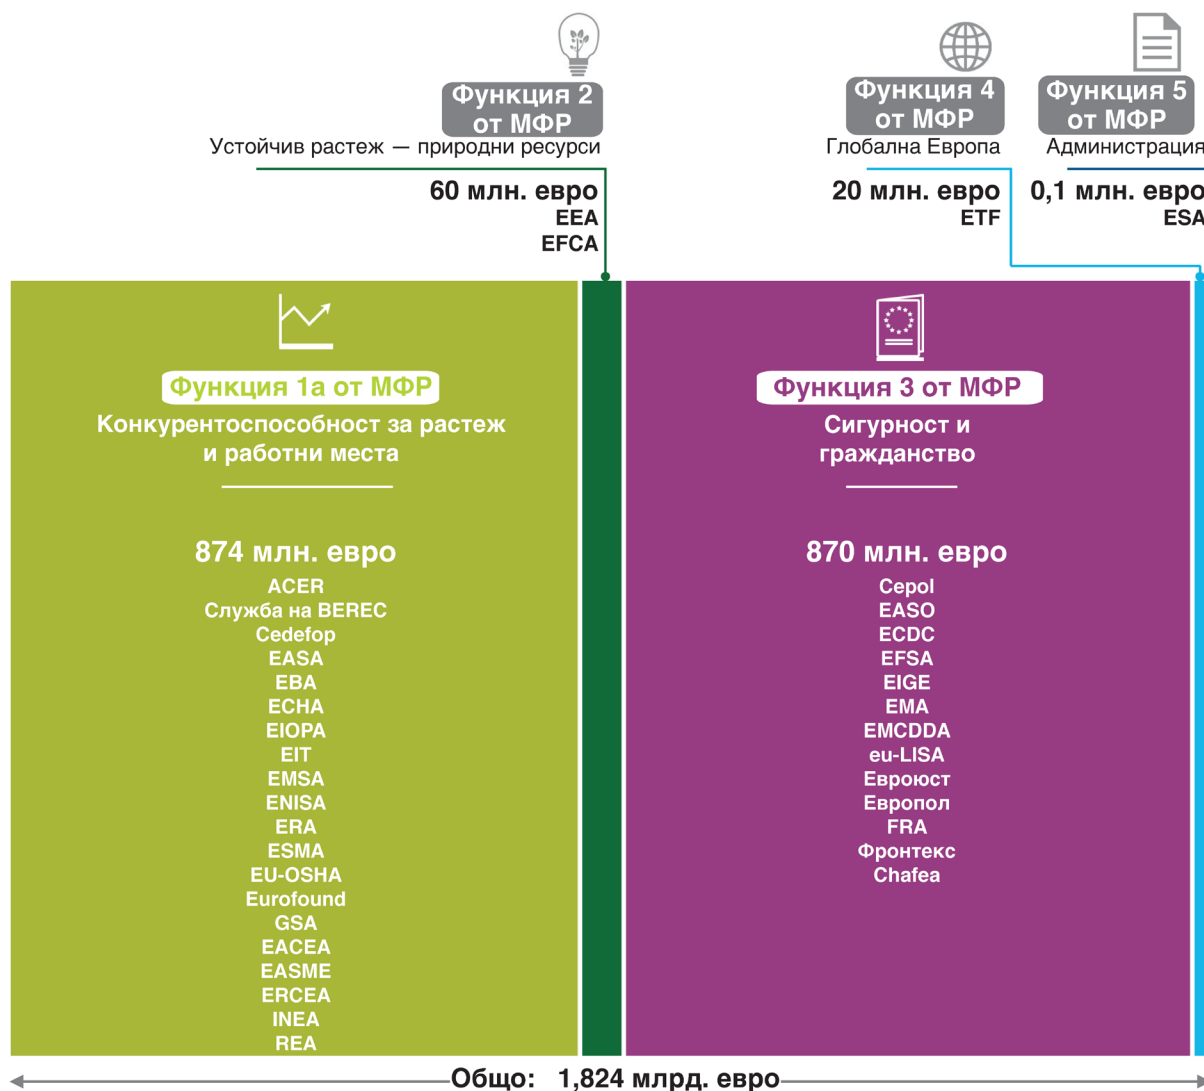 Функция 2
от МФР
Устойчив растеж — природни ресурси
60 млн. евро
EEA
EFCA
Функция 4
от МФР
Глобална Европа
20 млн. евро
ETF
Функция 5
от МФР
Администрация
0,1 млн. евро
ESA
Функция 1a от МФР
Конкурентоспособност за растеж
и работни места
874 млн. евро
ACER
Служба на BEREC
Cedefop
EASA
EBA
ECHA
EIOPA
EIT
EMSA
ENISA
ERA
ESMA
EU-OSHA
Eurofound
GSA
EACEA
EASME
ERCEA
INEA
REA
Функция 3 от МФР
Сигурност и
гражданство
870 млн. евро
Cepol
EASO
ECDC
EFSA
EIGE
EMA
EMCDDA
eu-LISA
Евроюст
Европол
FRA
Фронтекс
Chafea
Общо: 1,824 млрд. евро